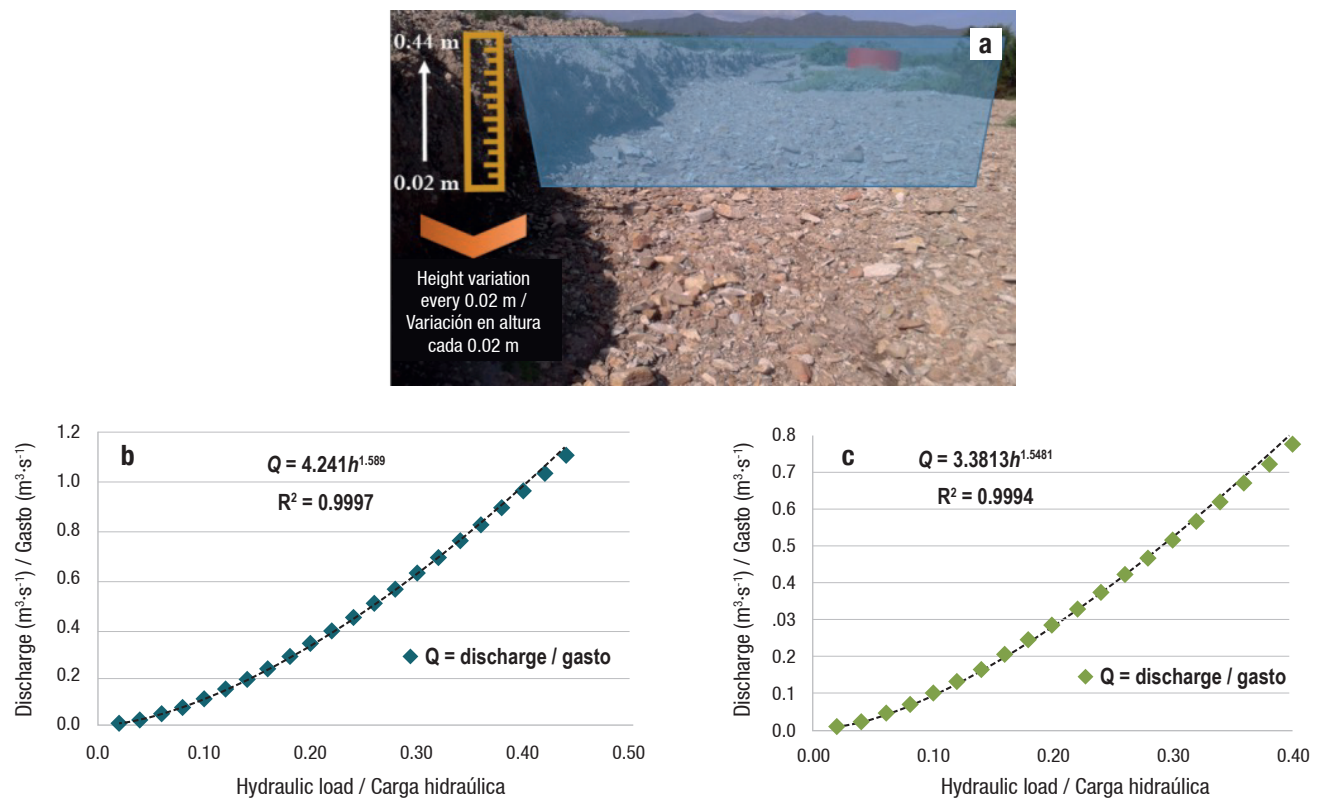 a
0.44 m
0.02 m
Height variation
every 0.02 m /
Variación en altura
cada 0.02 m
b
Q = 4.241h^1.589
R² = 0.9997
Discharge (m³·s⁻¹) / Gasto (m³·s⁻¹)
1.2
1.0
0.8
0.6
0.4
0.2
0.0
Q = discharge / gasto
0.0 0.10 0.20 0.30 0.40 0.50
Hydraulic load / Carga hidraúlica
c
Q = 3.3813h^1.5481
R² = 0.9994
Discharge (m³·s⁻¹) / Gasto (m³·s⁻¹)
0.8
0.7
0.6
0.5
0.4
.03
0.2
0.1
0.0
Q = discharge / gasto
0.00 0.10 0.20 0.30 0.40
Hydraulic load / Carga hidraúlica